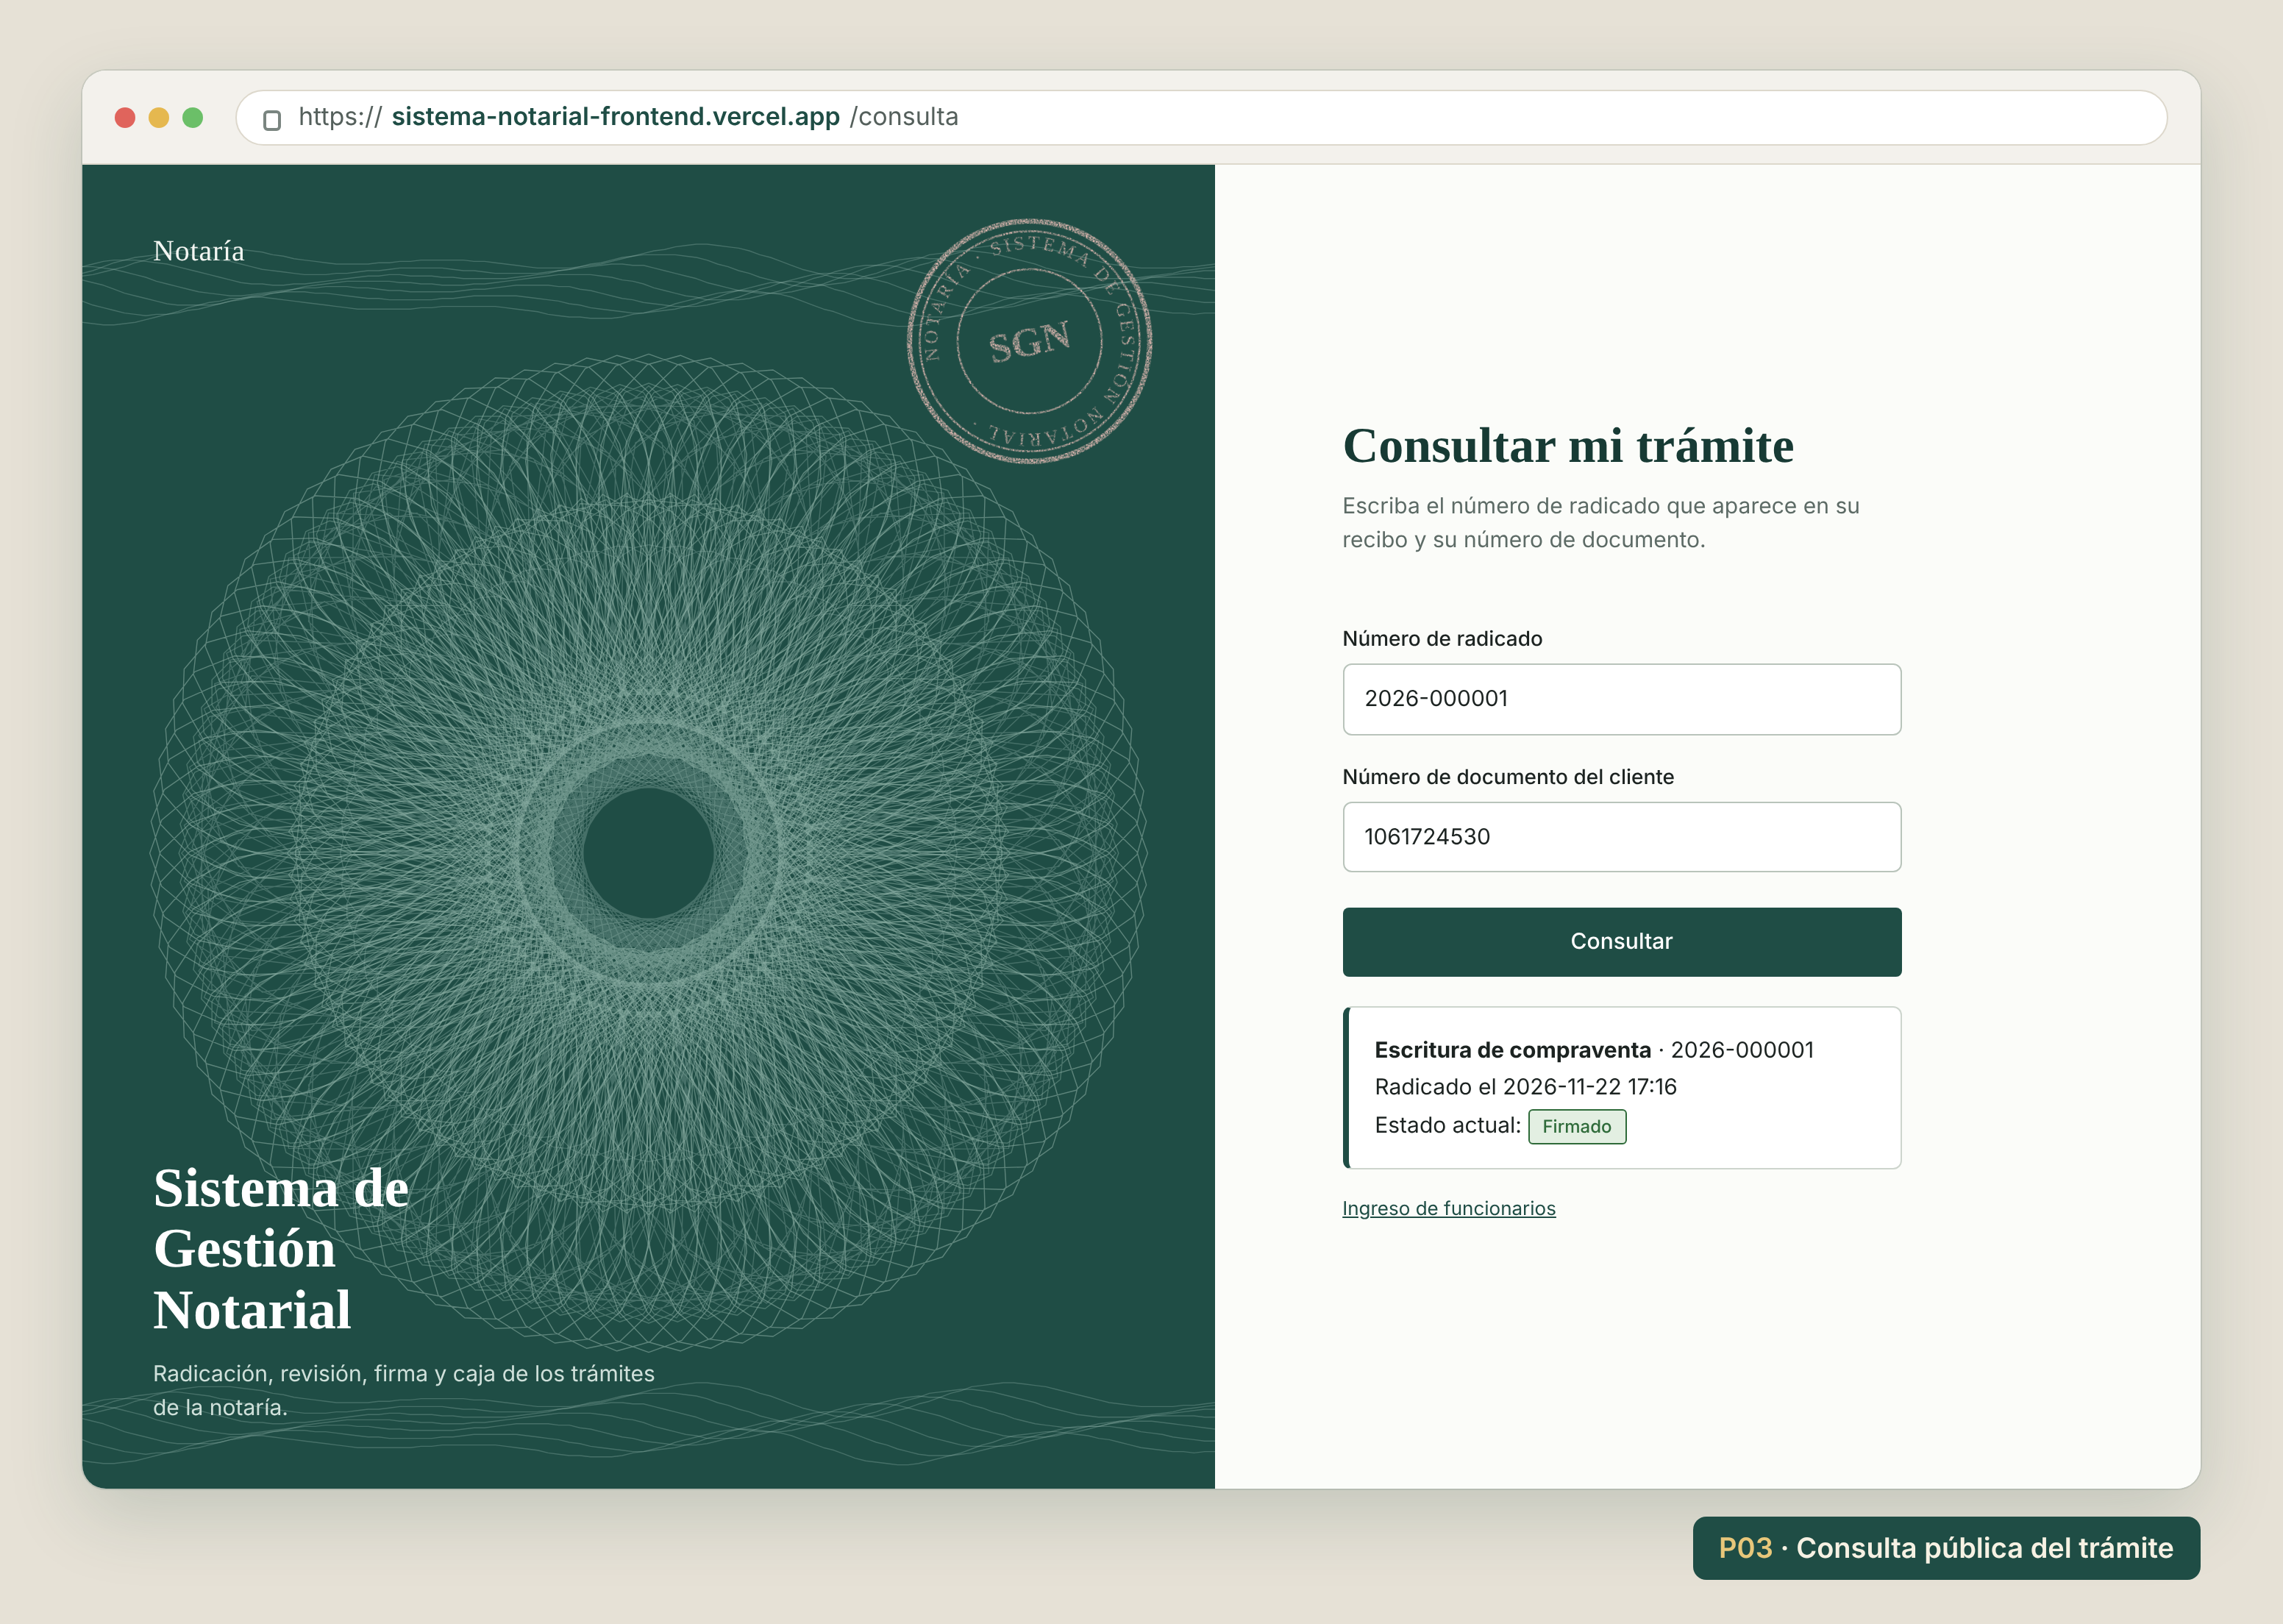 https:// sistema-notarial-frontend.vercel.app /consulta
Notaría
NOTARÍA · SISTEMA DE GESTIÓN NOTARIAL ·
SGN
Sistema de
Gestión
Notarial
Radicación, revisión, firma y caja de los trámites
de la notaría.
Consultar mi trámite
Escriba el número de radicado que aparece en su
recibo y su número de documento.
Número de radicado
2026-000001
Número de documento del cliente
1061724530
Consultar
Escritura de compraventa · 2026-000001
Radicado el 2026-11-22 17:16
Estado actual: Firmado
Ingreso de funcionarios
P03 · Consulta pública del trámite